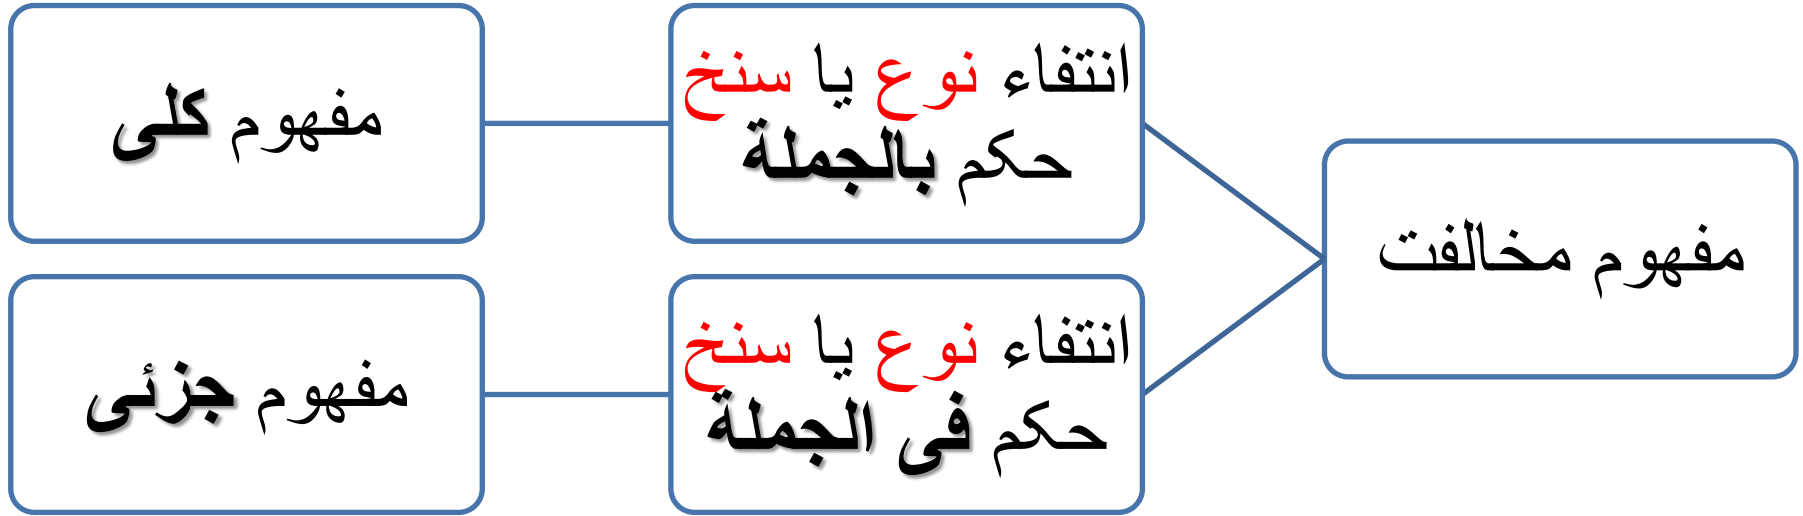 مفهوم مخالفت
انتفاء نوع یا سنخ
حکم بالجملة
مفهوم کلی
انتفاء نوع یا سنخ
حکم فی الجملة
مفهوم جزئی